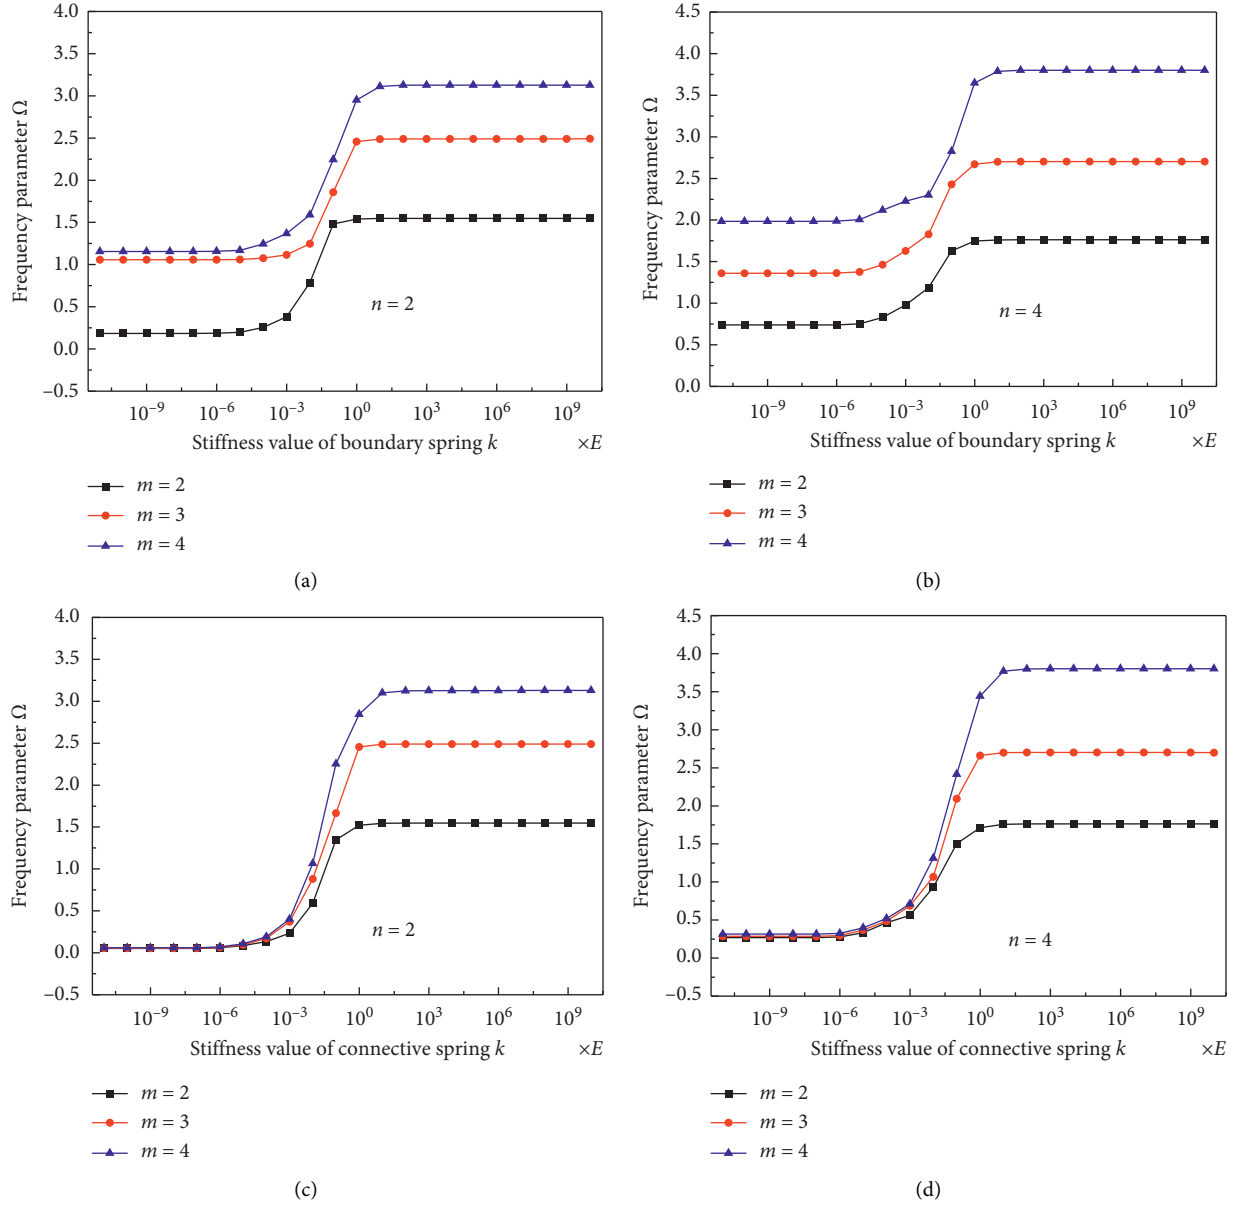 4.0
3.5
3.0
2.5
2.0
1.5
1.0
0.5
0.0
−0.5
Frequency parameter Ω
n = 2
10⁻⁹ 10⁻⁶ 10⁻³ 10⁰ 10³ 10⁶ 10⁹
Stiffness value of boundary spring k ×E
m = 2
m = 3
m = 4
(a)
4.5
4.0
3.5
3.0
2.5
2.0
1.5
1.0
0.5
0.0
Frequency parameter Ω
n = 4
10⁻⁹ 10⁻⁶ 10⁻³ 10⁰ 10³ 10⁶ 10⁹
Stiffness value of boundary spring k ×E
m = 2
m = 3
m = 4
(b)
4.0
3.5
3.0
2.5
2.0
1.5
1.0
0.5
0.0
−0.5
Frequency parameter Ω
n = 2
10⁻⁹ 10⁻⁶ 10⁻³ 10⁰ 10³ 10⁶ 10⁹
Stiffness value of connective spring k ×E
m = 2
m = 3
m = 4
(c)
4.5
4.0
3.5
3.0
2.5
2.0
1.5
1.0
0.5
0.0
−0.5
Frequency parameter Ω
n = 4
10⁻⁹ 10⁻⁶ 10⁻³ 10⁰ 10³ 10⁶ 10⁹
Stiffness value of connective spring k ×E
m = 2
m = 3
m = 4
(d)